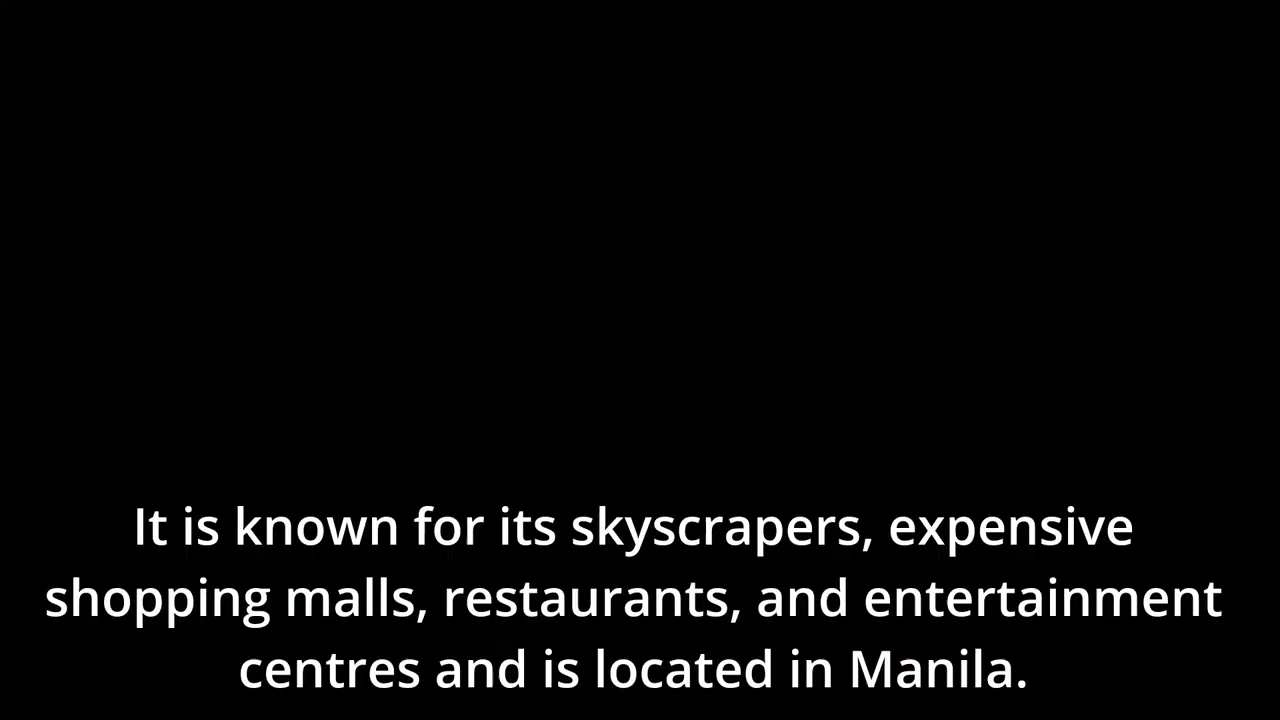 It is known for its skyscrapers, expensive
shopping malls, restaurants, and entertainment
centres and is located in Manila.